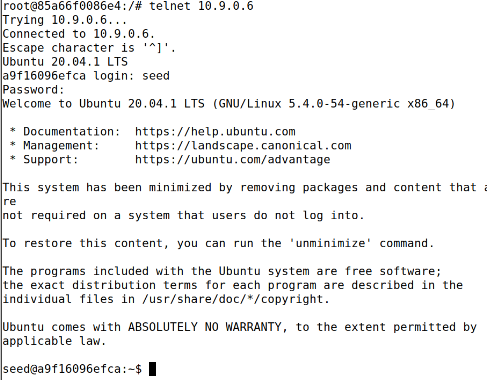 root@85a66f0086e4:/# telnet 10.9.0.6
Trying 10.9.0.6...
Connected to 10.9.0.6.
Escape character is '^]'.
Ubuntu 20.04.1 LTS
a9f16096efca login: seed
Password:
Welcome to Ubuntu 20.04.1 LTS (GNU/Linux 5.4.0-54-generic x86_64)

 * Documentation:  https://help.ubuntu.com
 * Management:     https://landscape.canonical.com
 * Support:        https://ubuntu.com/advantage

This system has been minimized by removing packages and content that a
re
not required on a system that users do not log into.

To restore this content, you can run the 'unminimize' command.

The programs included with the Ubuntu system are free software;
the exact distribution terms for each program are described in the
individual files in /usr/share/doc/*/copyright.

Ubuntu comes with ABSOLUTELY NO WARRANTY, to the extent permitted by
applicable law.

seed@a9f16096efca:~$